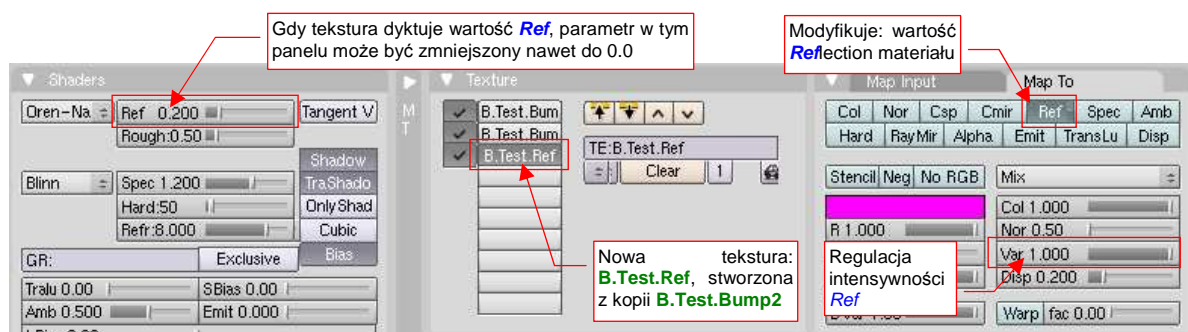 Gdy tekstura dyktuje wartość Ref, parametr w tym
panelu może być zmniejszony nawet do 0.0
Modyfikuje: wartość
Reflection materiału
Shaders
Oren-Na
Ref 0.200
Tangent V
Rough:0.50
Shadow
Blinn
Spec 1.200
TraShado
Hard:50
OnlyShad
Refr:8.000
Cubic
GR:
Exclusive
Bias
Tralu 0.00
SBias 0.00
Amb 0.500
Emit 0.000
M
T
Texture
B.Test.Bum
B.Test.Bum
B.Test.Ref
TE:B.Test.Ref
Clear
1
Nowa tekstura:
B.Test.Ref, stworzona
z kopii B.Test.Bump2
Map Input
Map To
Col Nor Csp Cmir Ref Spec Amb
Hard RayMir Alpha Emit TransLu Disp
Stencil Neg No RGB
Mix
Col 1.000
R 1.000
Nor 0.50
Var 1.000
Disp 0.200
Regulacja
intensywności
Ref
Warp fac 0.00